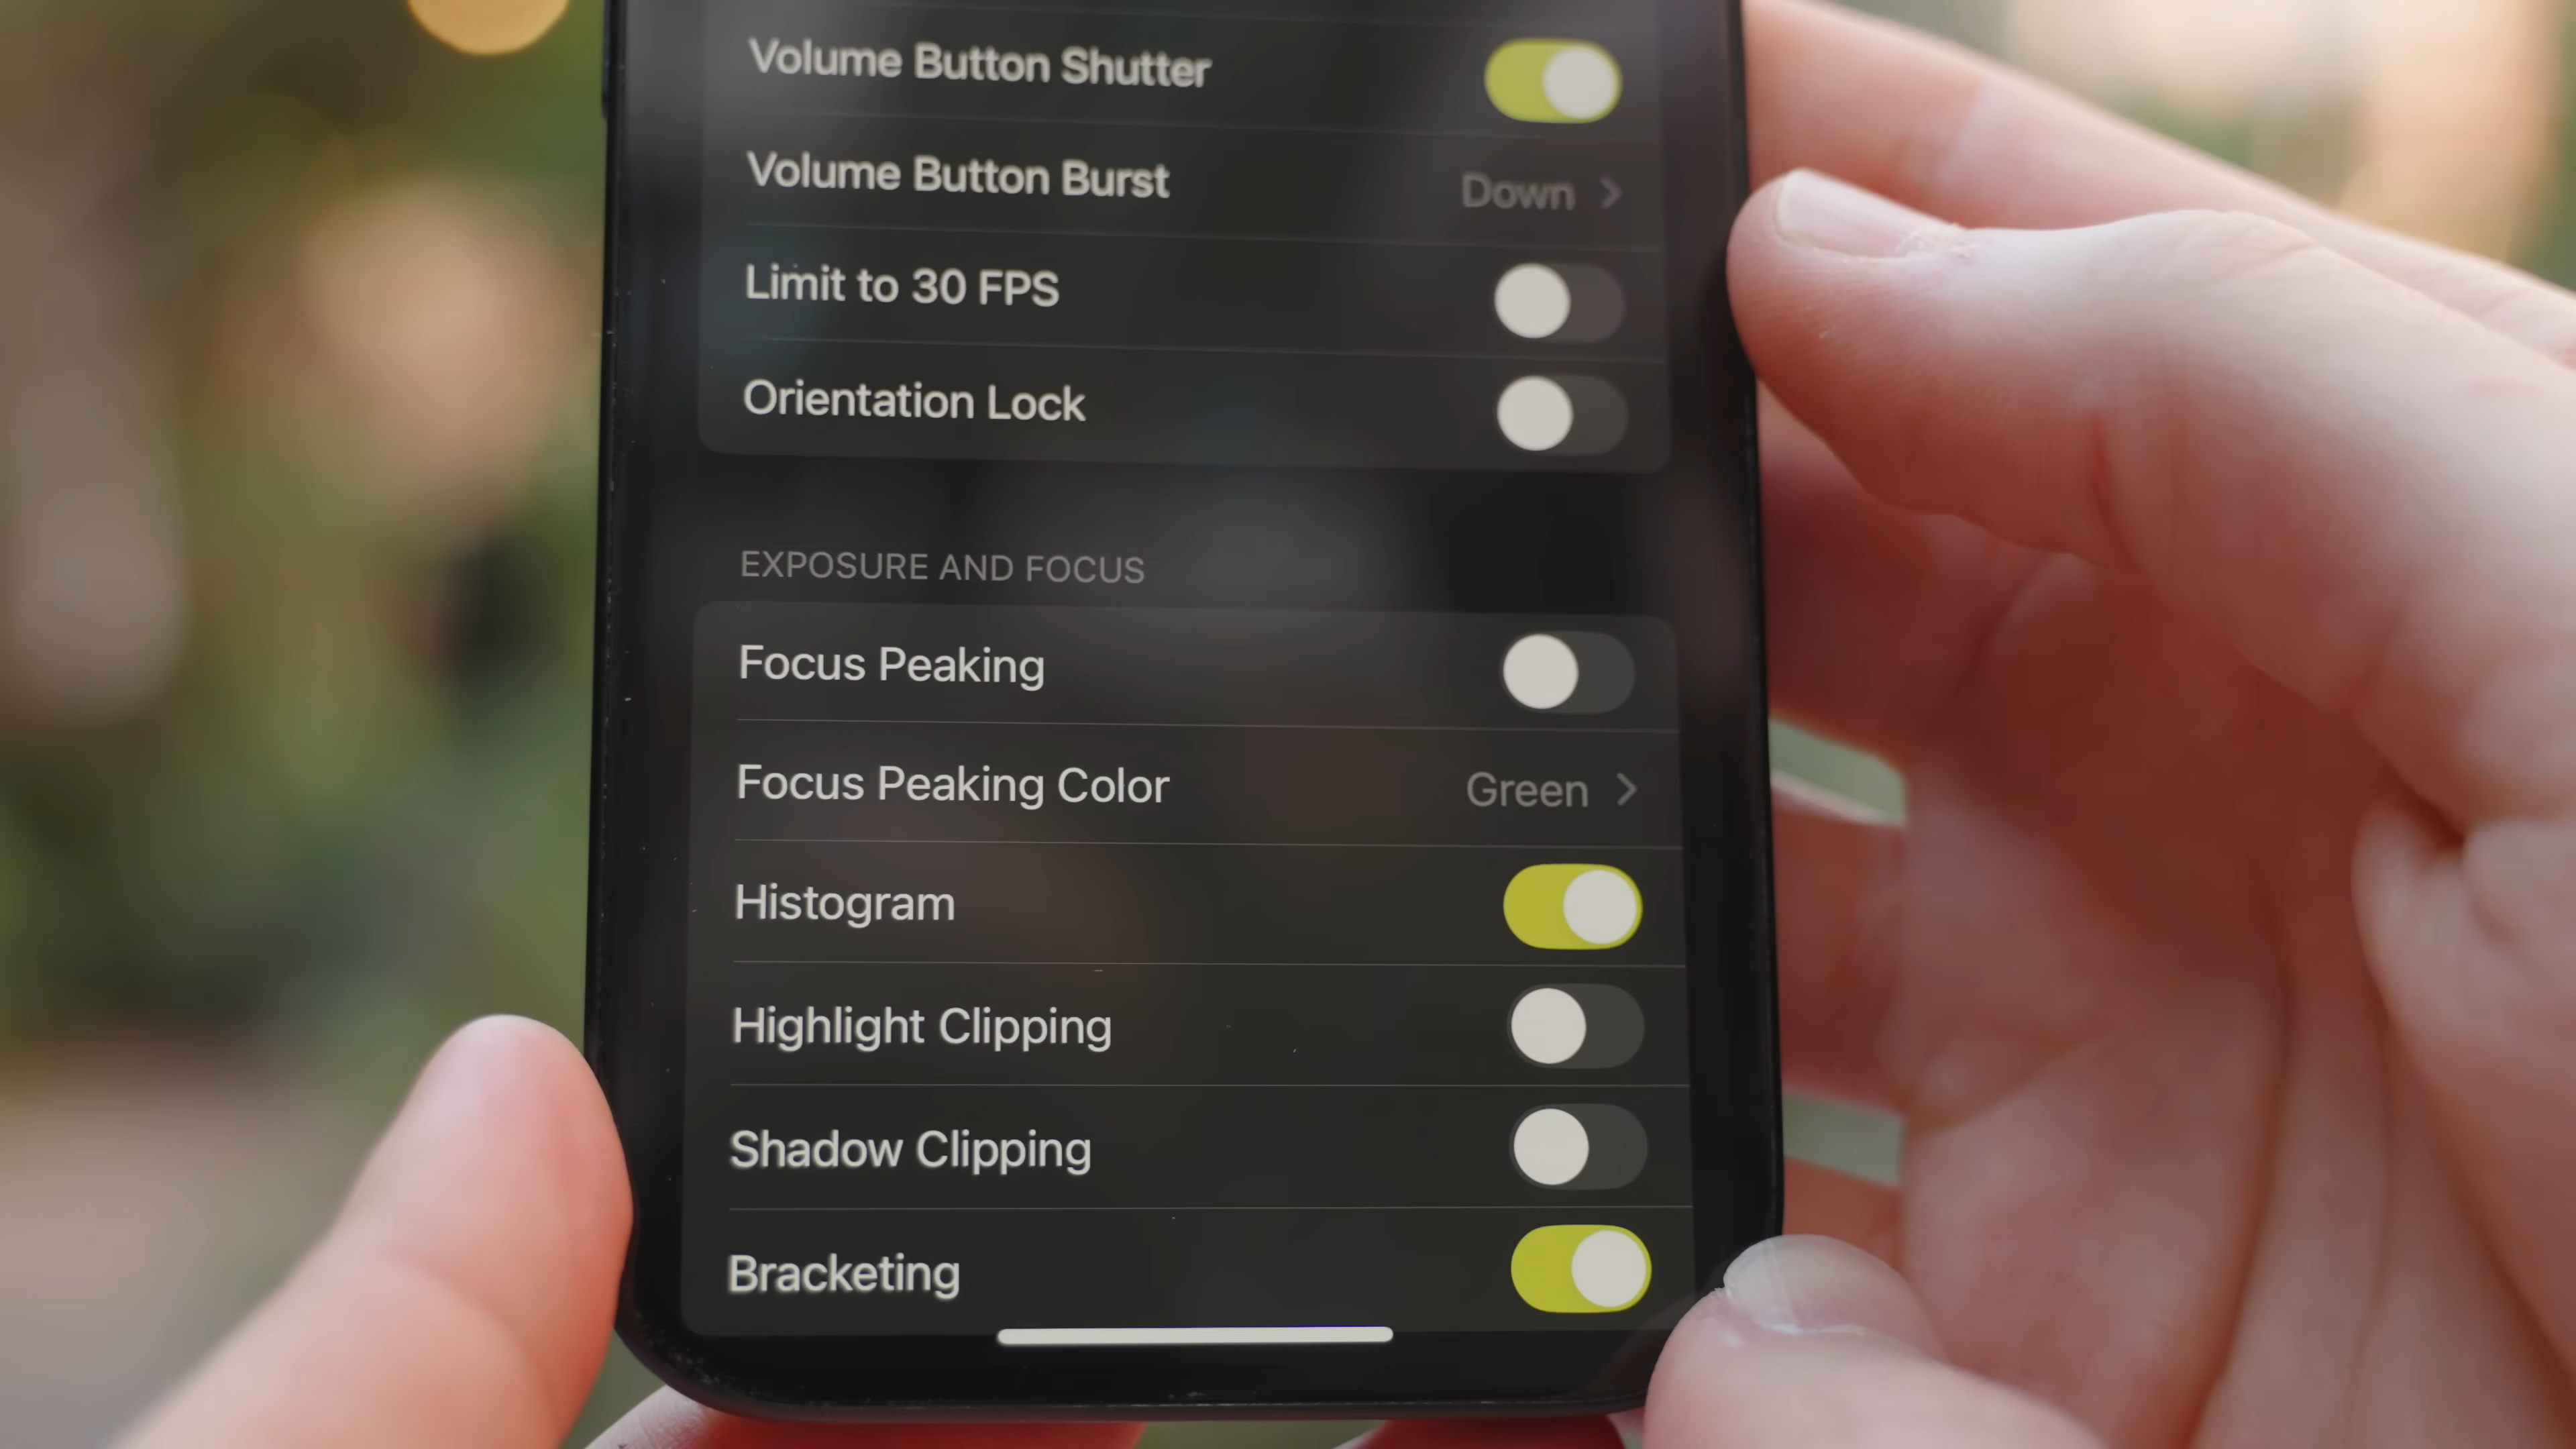 Volume Button Shutter
Volume Button Burst Down
Limit to 30 FPS
Orientation Lock
EXPOSURE AND FOCUS
Focus Peaking
Focus Peaking Color Green
Histogram
Highlight Clipping
Shadow Clipping
Bracketing